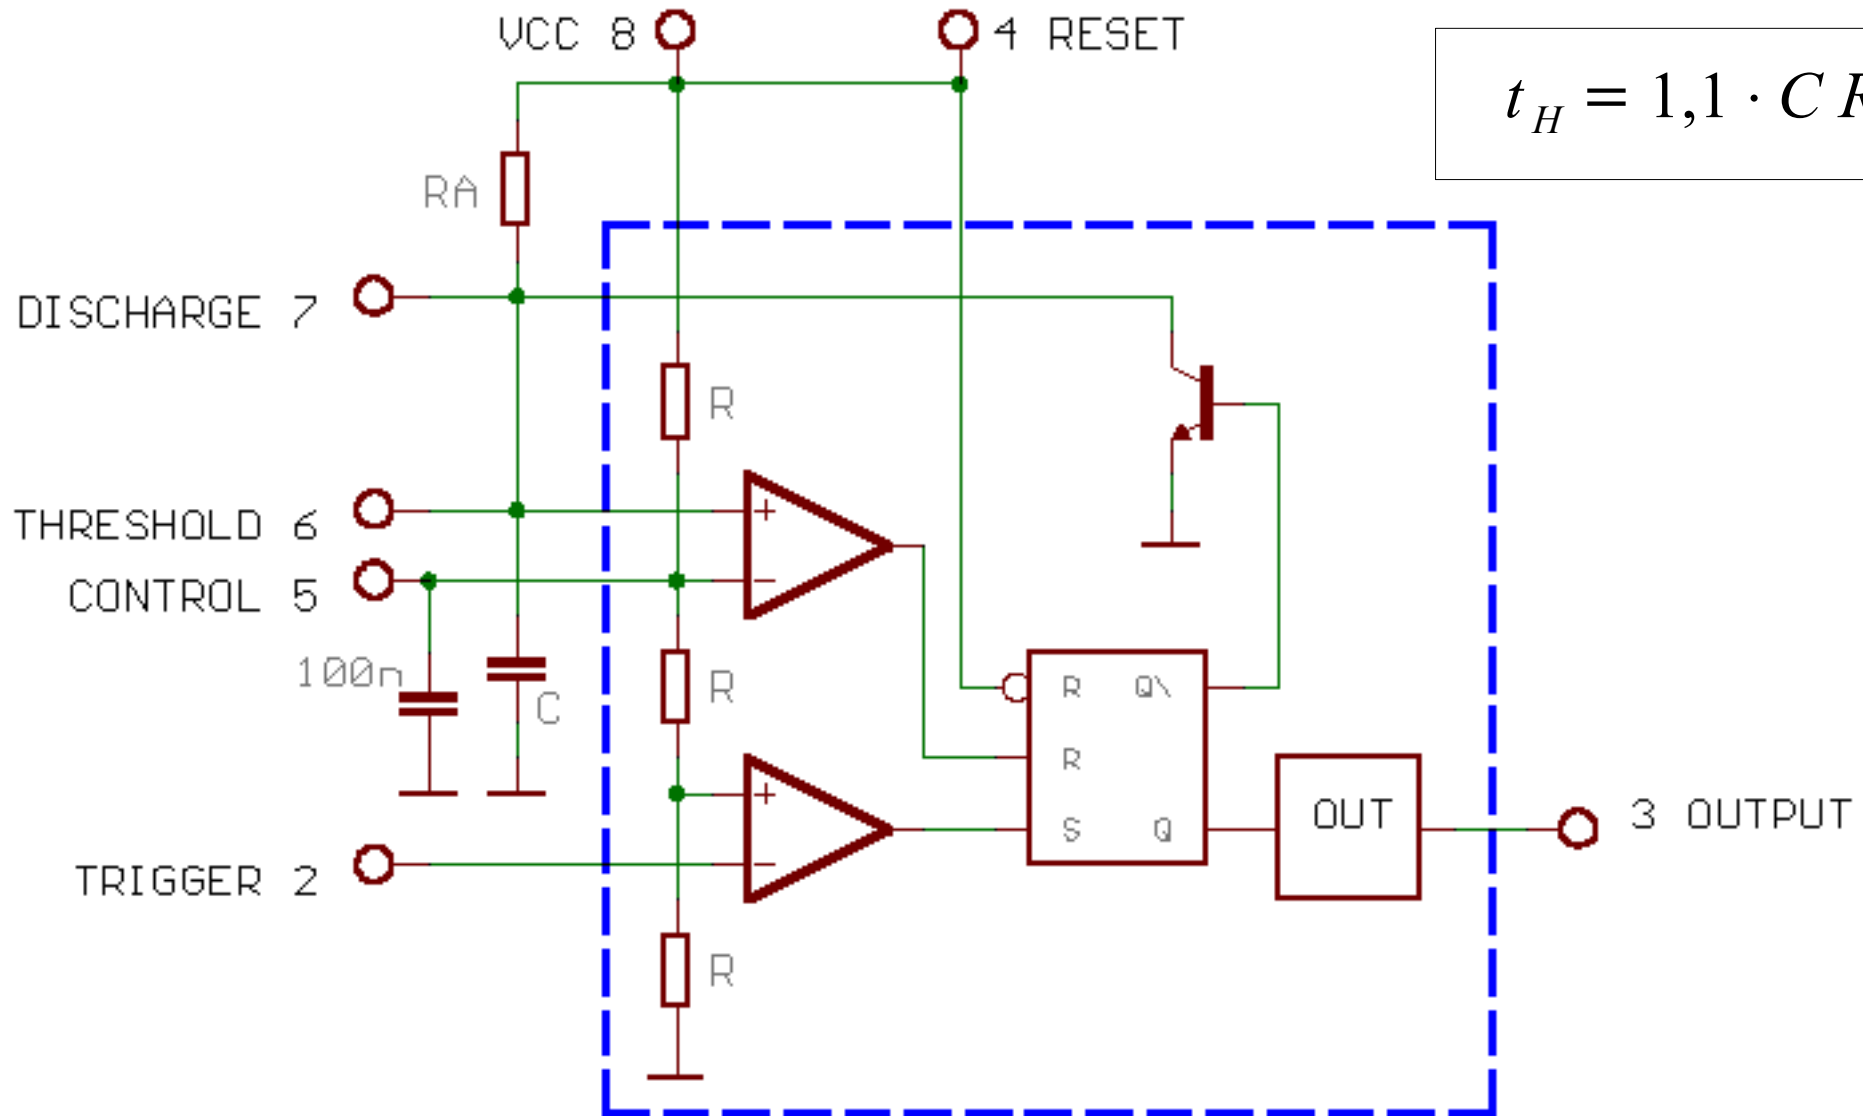 VCC 8
4 RESET
t_H = 1,1 · C R
RA
DISCHARGE 7
R
THRESHOLD 6
+
CONTROL 5
−
100n
C
R
R
Q\
R
+
S
Q
OUT
3 OUTPUT
TRIGGER 2
−
R